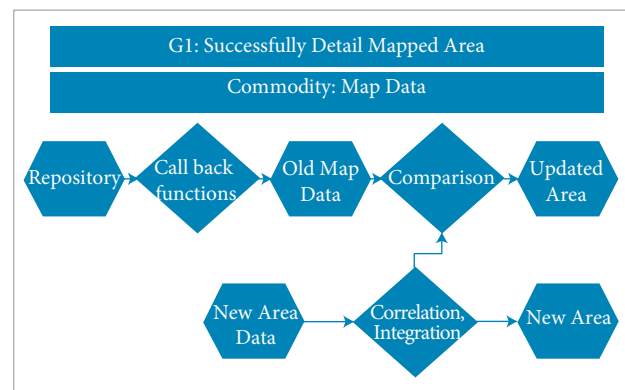 G1: Successfully Detail Mapped Area
Commodity: Map Data
Repository
Call back
functions
Old Map
Data
Comparison
Updated
Area
New Area
Data
Correlation,
Integration
New Area